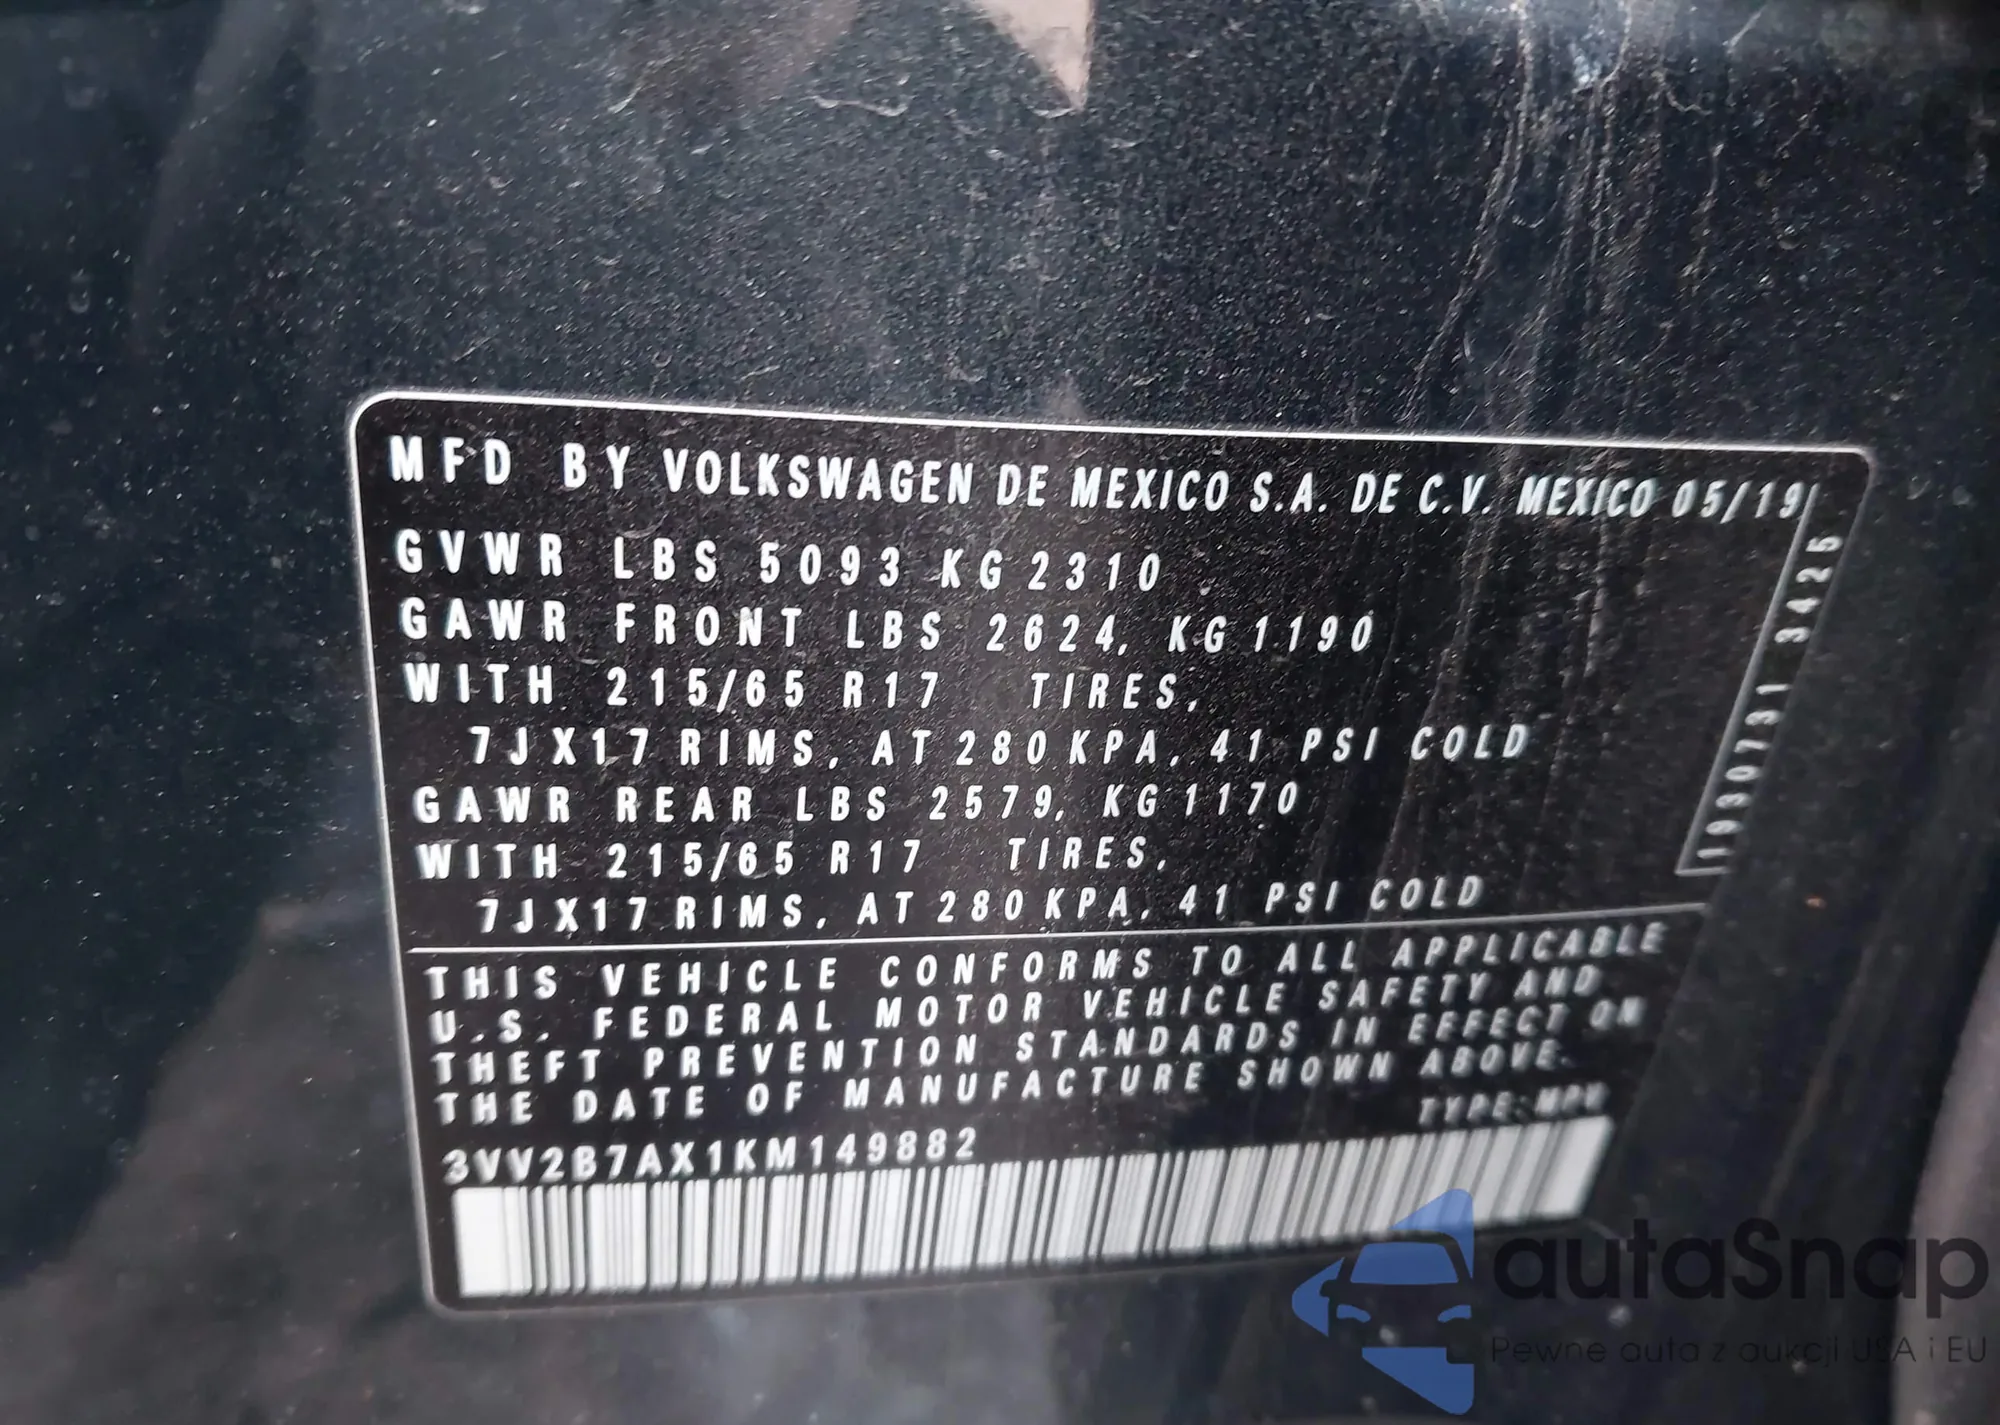 MFD BY VOLKSWAGEN DE MEXICO S.A. DE C.V. MEXICO 05/19
GVWR LBS 5093 KG 2310
GAWR FRONT LBS 2624, KG 1190
WITH 215/65 R17 TIRES,
7J X17 RIMS, AT 280 KPA, 41 PSI COLD
GAWR REAR LBS 2579, KG 1170
WITH 215/65 R17 TIRES,
7J X17 RIMS, AT 280 KPA, 41 PSI COLD
1930731 3425
THIS VEHICLE CONFORMS TO ALL APPLICABLE
U.S. FEDERAL MOTOR VEHICLE SAFETY AND
THEFT PREVENTION STANDARDS IN EFFECT ON
THE DATE OF MANUFACTURE SHOWN ABOVE.
TYPE: MPV
3VV2B7AX1KM149882
autaSnap
Pewne auta z aukcji USA i EU